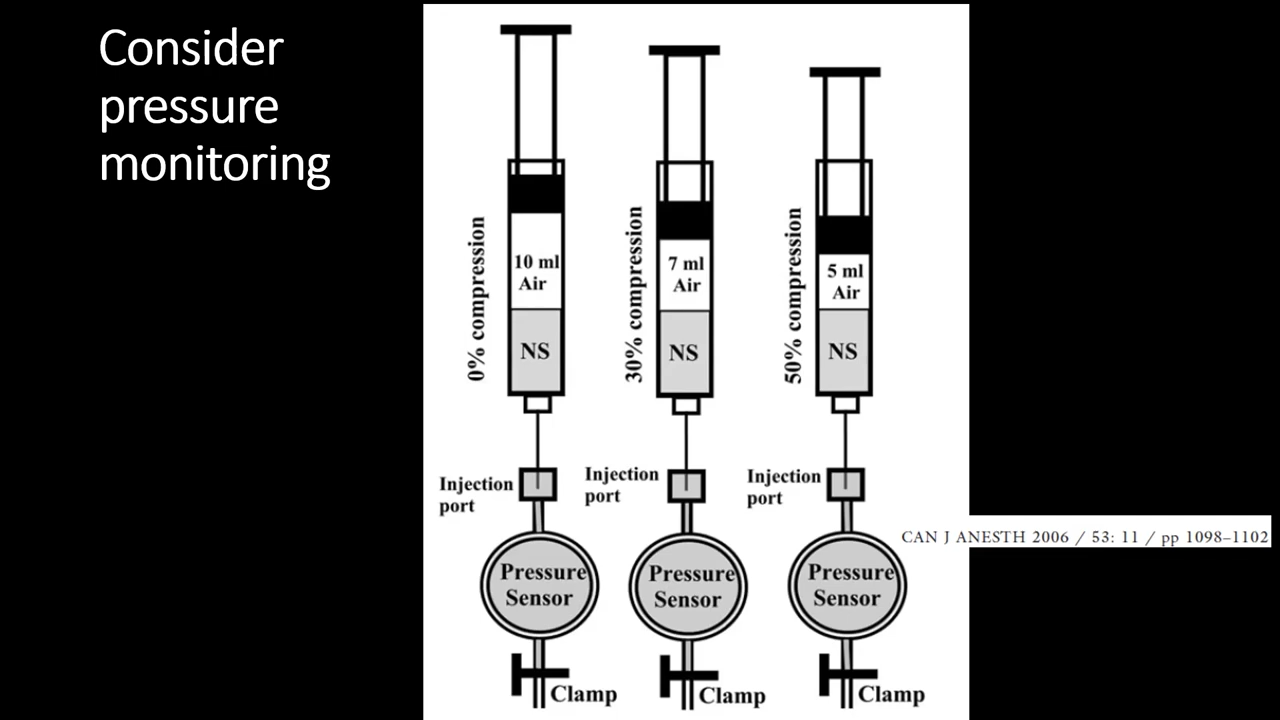 Consider
pressure
monitoring
0% compression
10 ml
Air
NS
Injection
port
Pressure
Sensor
Clamp
30% compression
7 ml
Air
NS
Injection
port
Pressure
Sensor
Clamp
50% compression
5 ml
Air
NS
Injection
port
Pressure
Sensor
Clamp
CAN J ANESTH 2006 / 53: 11 / pp 1098–1102